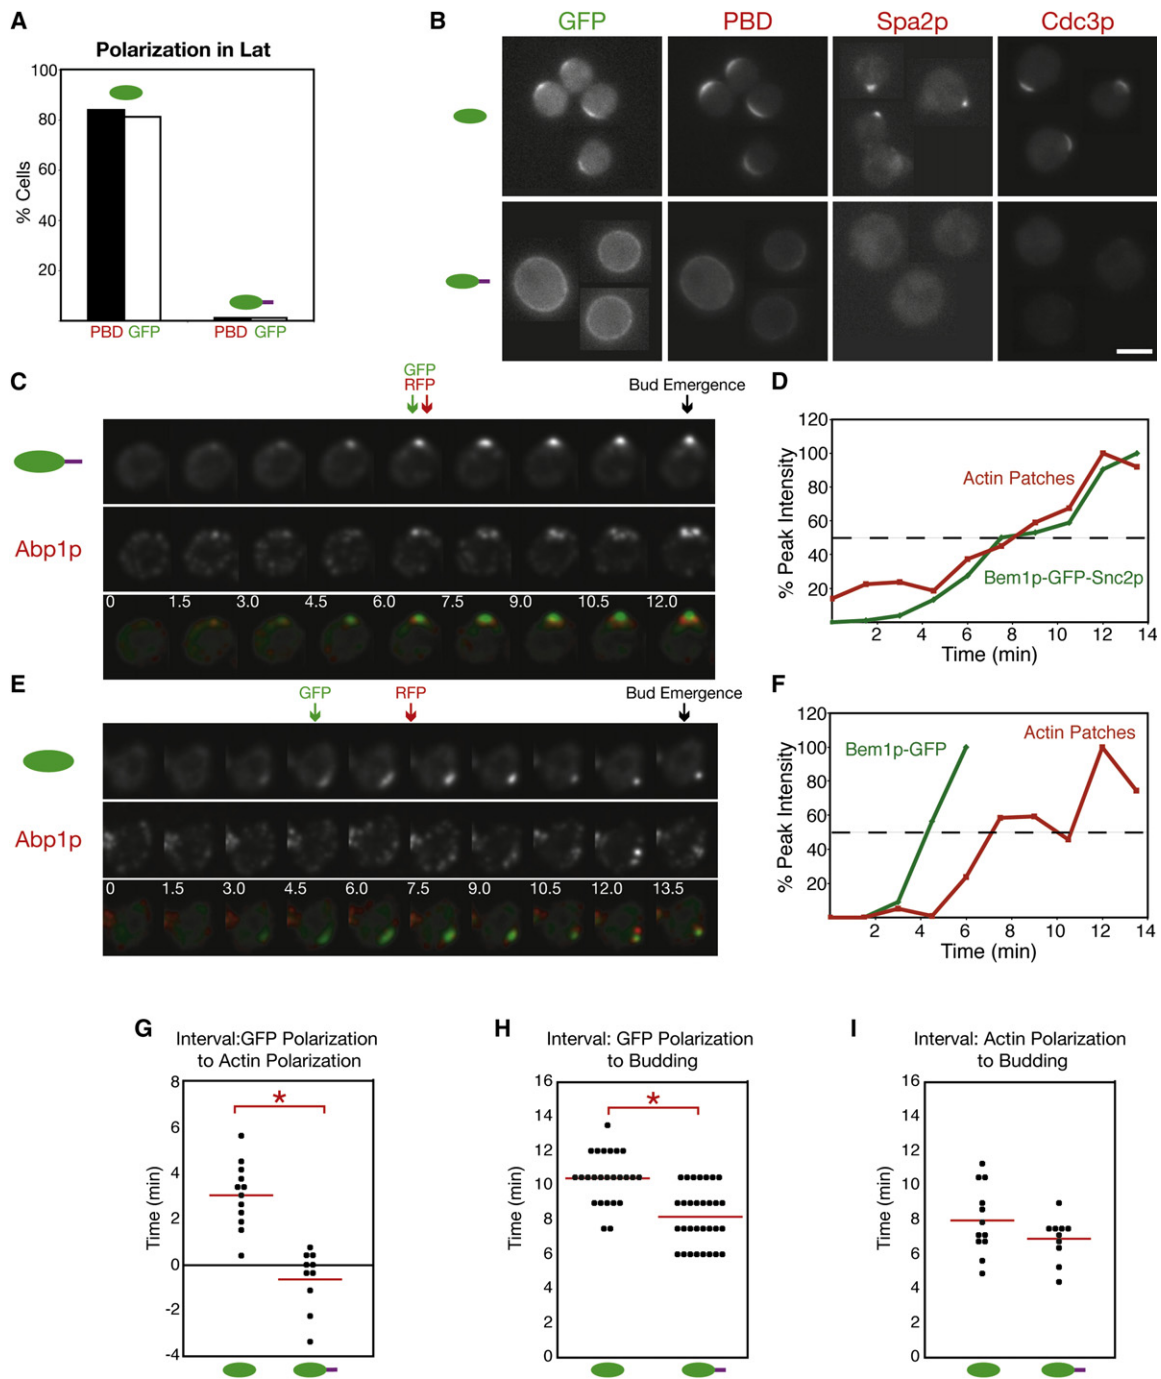 A
Polarization in Lat
% Cells
100
80
60
40
20
PBD GFP
PBD GFP
B
GFP
PBD
Spa2p
Cdc3p
C
GFP
RFP
Bud Emergence
Abp1p
0 1.5 3.0 4.5 6.0 7.5 9.0 10.5 12.0
D
% Peak Intensity
120
100
80
60
40
20
Actin Patches
Bem1p-GFP-Snc2p
2 4 6 8 10 12 14
Time (min)
E
GFP
RFP
Bud Emergence
Abp1p
0 1.5 3.0 4.5 6.0 7.5 9.0 10.5 12.0 13.5
F
% Peak Intensity
120
100
80
60
40
20
Bem1p-GFP
Actin Patches
2 4 6 8 10 12 14
Time (min)
G
Interval:GFP Polarization
to Actin Polarization
Time (min)
8
6
4
2
0
-2
-4
*
H
Interval: GFP Polarization
to Budding
Time (min)
16
14
12
10
8
6
4
2
0
*
I
Interval: Actin Polarization
to Budding
Time (min)
16
14
12
10
8
6
4
2
0